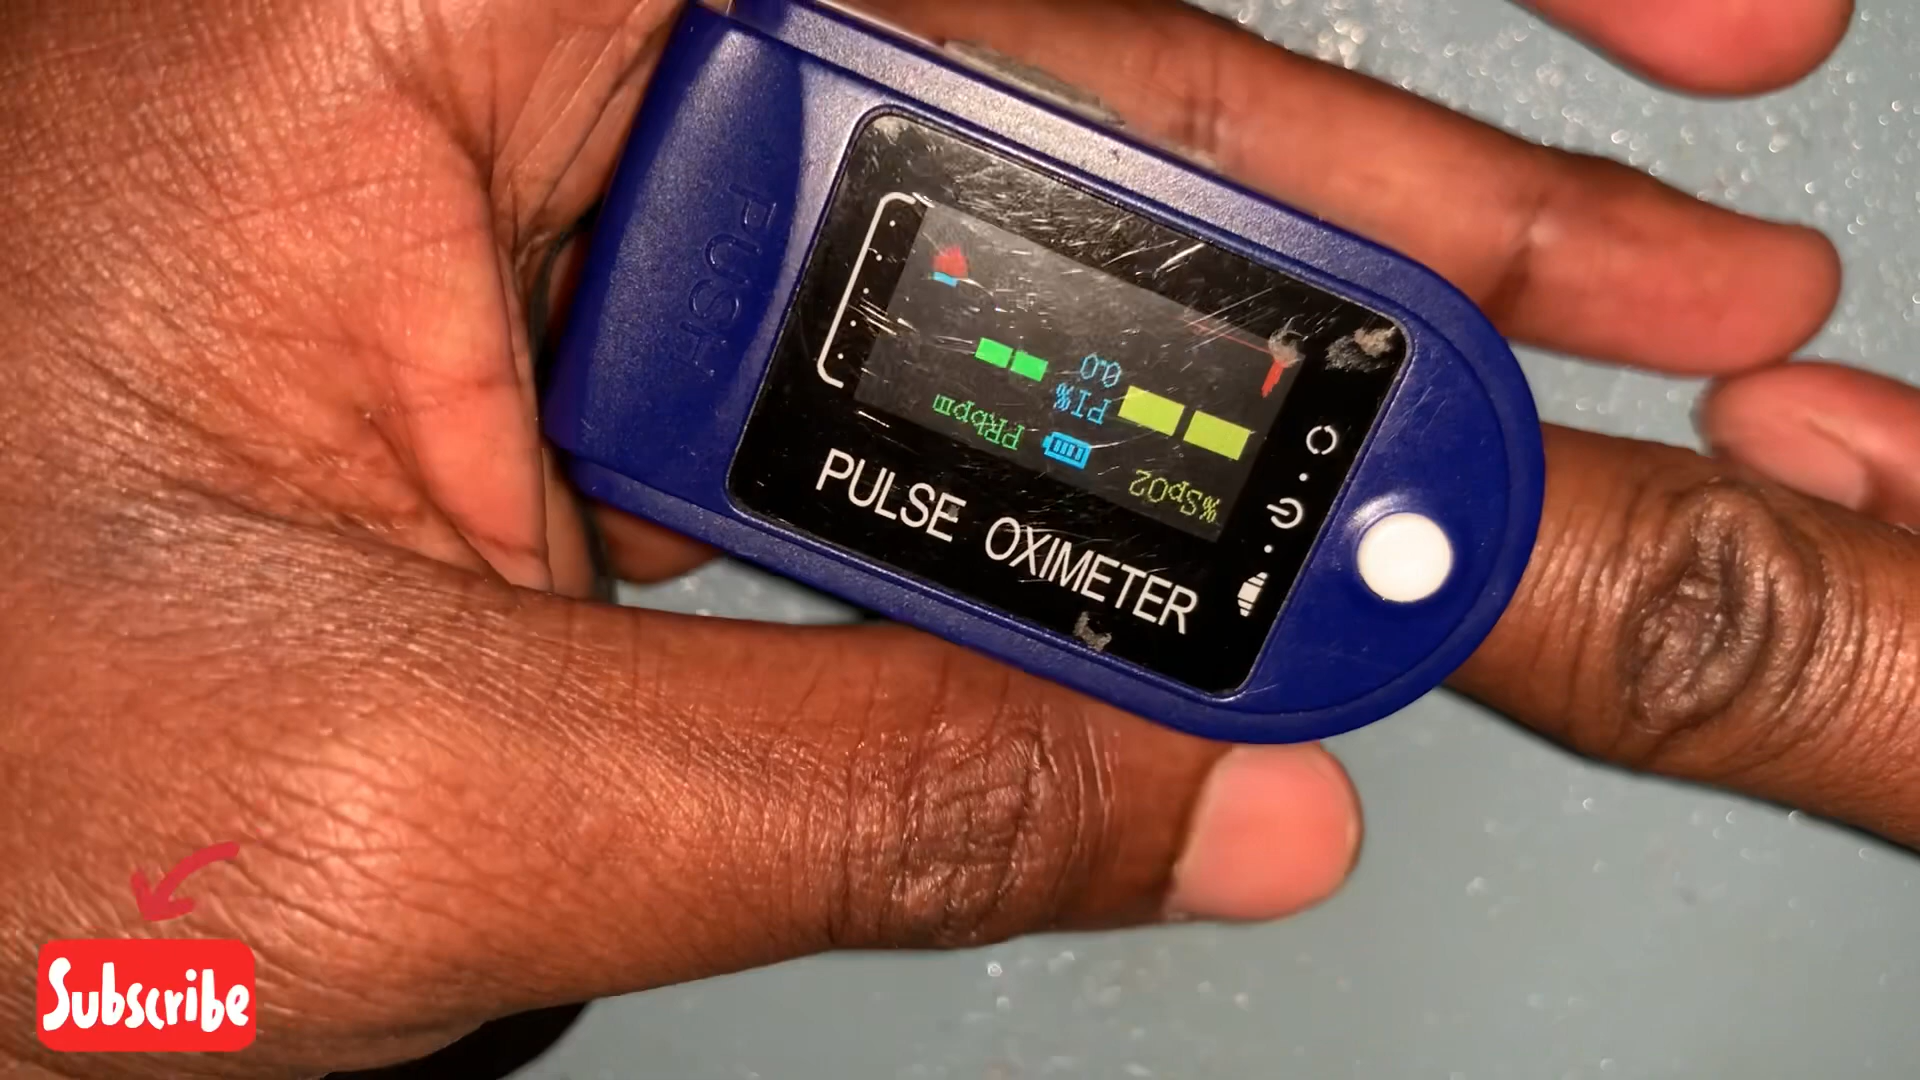 PUSH
%SpO2
PRbpm
PI%
0.0
PULSE OXIMETER
Subscribe